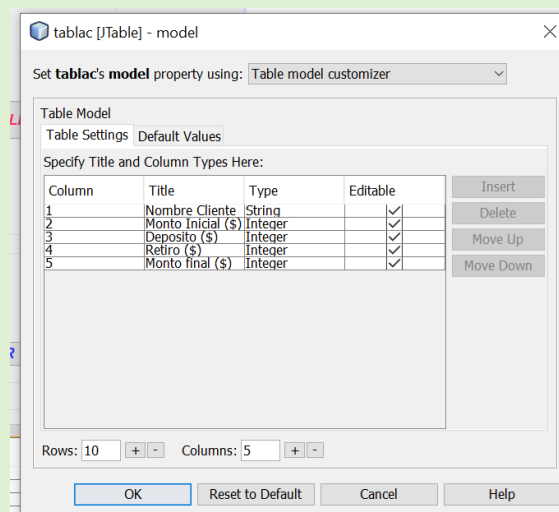 tablac [JTable] - model
Set tablac's model property using: Table model customizer
Table Model
Table Settings Default Values
Specify Title and Column Types Here:
Column Title Type Editable
1 Nombre Cliente String
2 Monto Inicial ($) Integer
3 Deposito ($) Integer
4 Retiro ($) Integer
5 Monto final ($) Integer
Insert
Delete
Move Up
Move Down
Rows: 10 + - Columns: 5 + -
OK Reset to Default Cancel Help